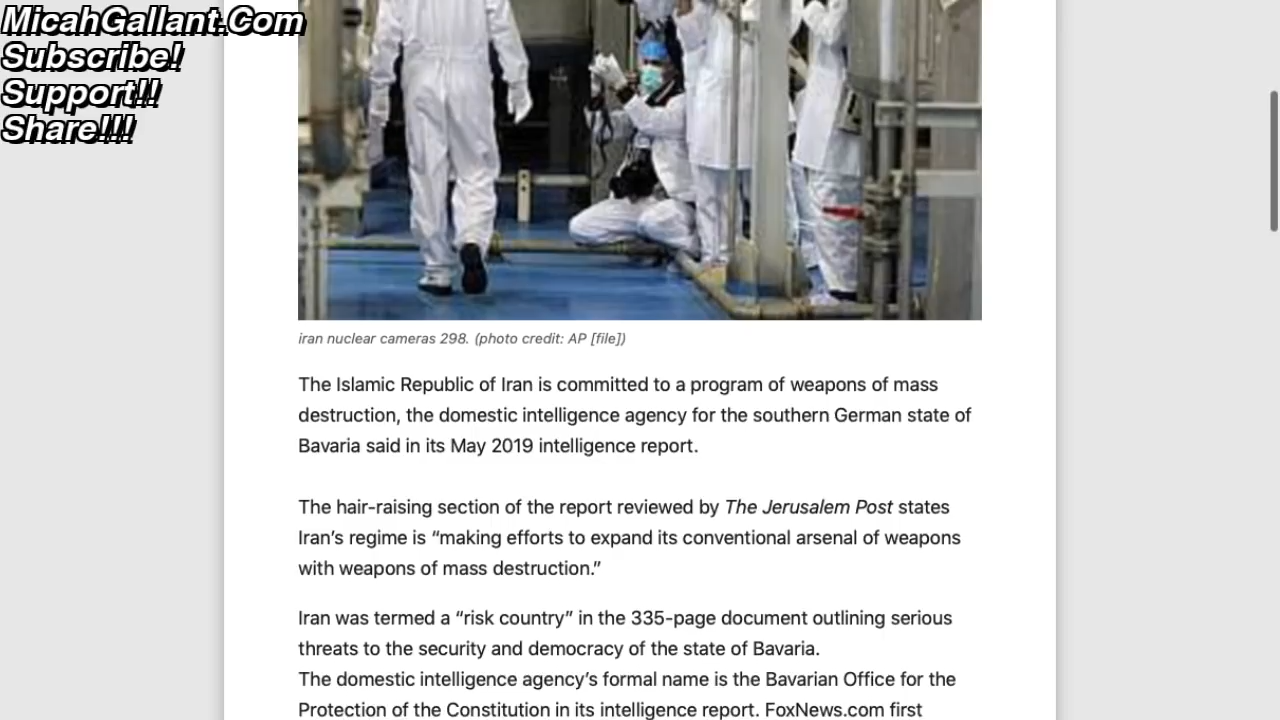 MicahGallant.Com
Subscribe!
Support!!
Share!!!
iran nuclear cameras 298. (photo credit: AP [file])
The Islamic Republic of Iran is committed to a program of weapons of mass
destruction, the domestic intelligence agency for the southern German state of
Bavaria said in its May 2019 intelligence report.
The hair-raising section of the report reviewed by The Jerusalem Post states
Iran’s regime is “making efforts to expand its conventional arsenal of weapons
with weapons of mass destruction.”
Iran was termed a “risk country” in the 335-page document outlining serious
threats to the security and democracy of the state of Bavaria.
The domestic intelligence agency’s formal name is the Bavarian Office for the
Protection of the Constitution in its intelligence report. FoxNews.com first